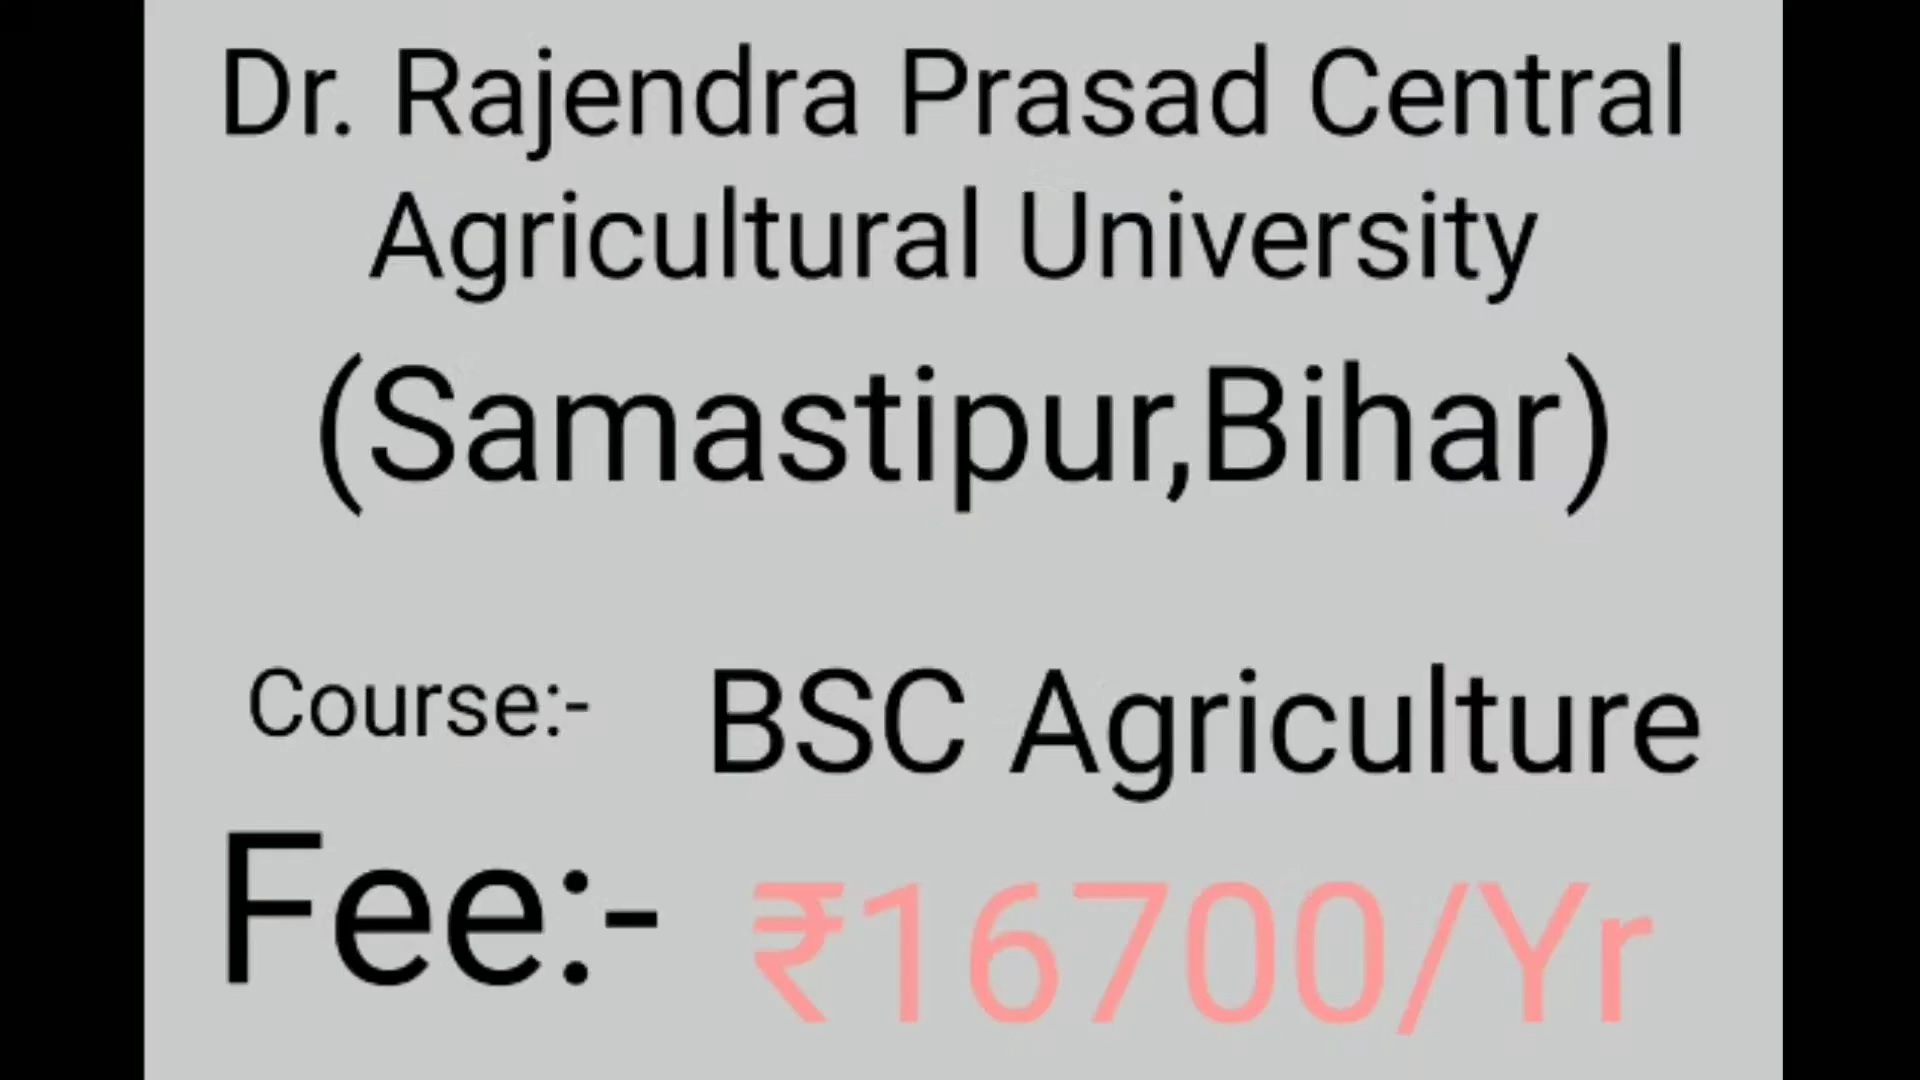 Dr. Rajendra Prasad Central
Agricultural University
(Samastipur,Bihar)
Course:- BSC Agriculture
Fee:- ₹16700/Yr